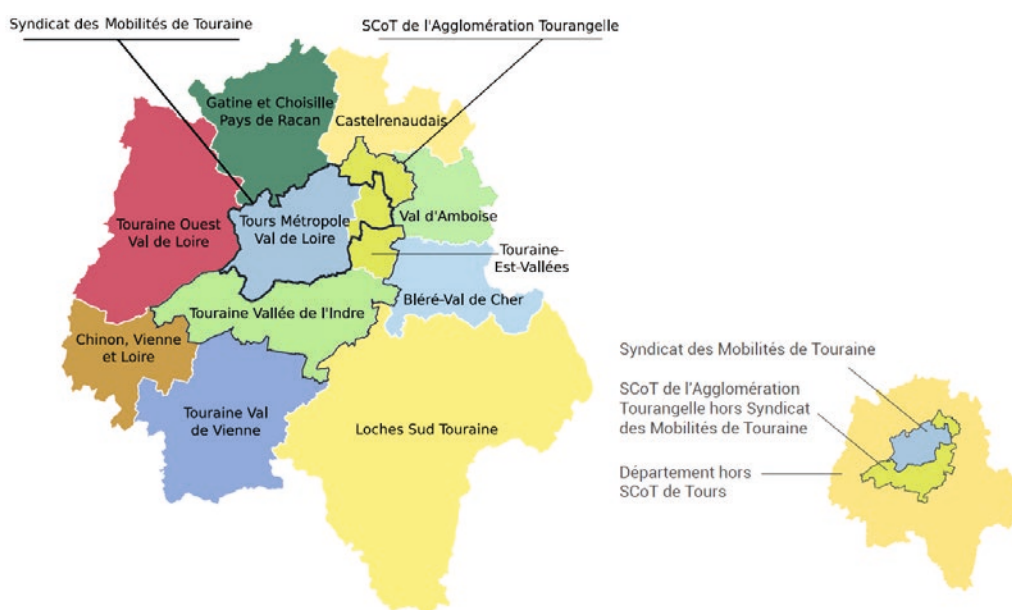 Syndicat des Mobilités de Touraine
SCoT de l'Agglomération Tourangelle
Gatine et Choisille
Pays de Racan
Castelrenaudais
Touraine Ouest
Val de Loire
Tours Métropole
Val de Loire
Val d'Amboise
Touraine-
Est-Vallées
Bléré-Val de Cher
Touraine Vallée de l'Indre
Chinon, Vienne
et Loire
Touraine Val
de Vienne
Loches Sud Touraine
Syndicat des Mobilités de Touraine
SCoT de l'Agglomération
Tourangelle hors Syndicat
des Mobilités de Touraine
Département hors
SCoT de Tours